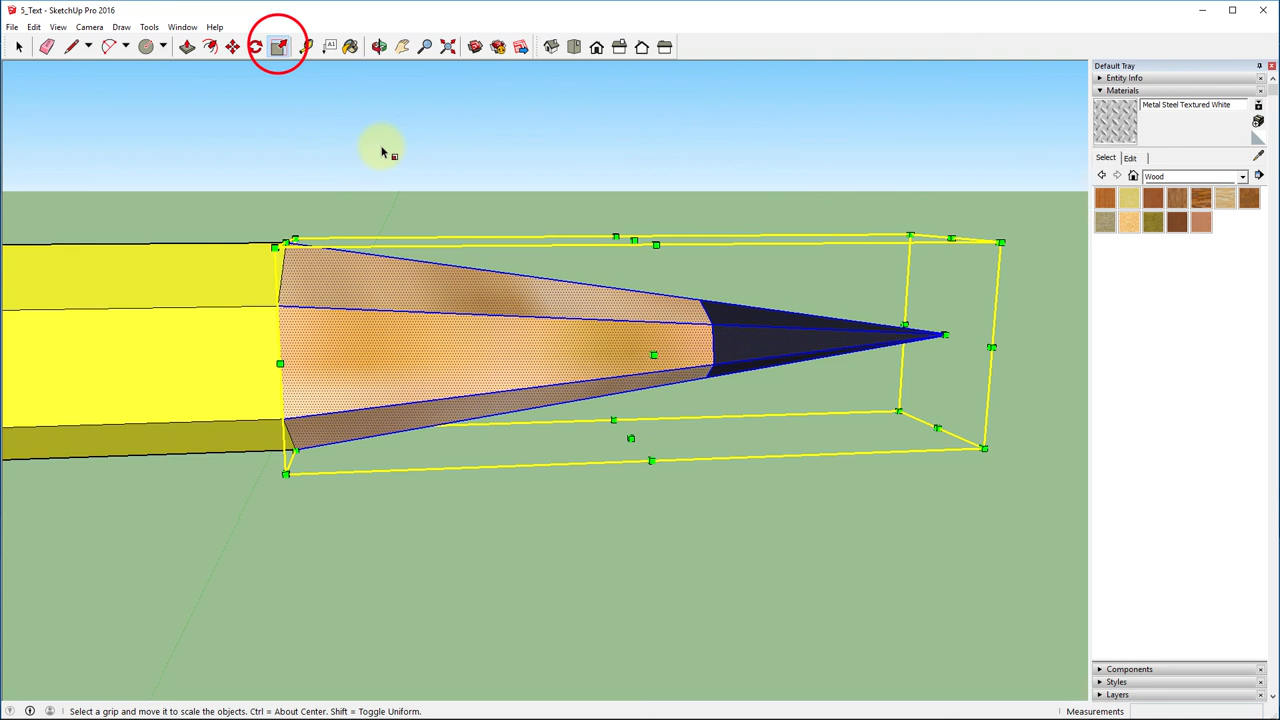 5_Text - SketchUp Pro 2016
File Edit View Camera Draw Tools Window Help
A1
Default Tray
Entity Info
Materials
Metal Steel Textured White
Select Edit
Wood
Components
Styles
Layers
Select a grip and move it to scale the objects. Ctrl = About Center. Shift = Toggle Uniform.
Measurements